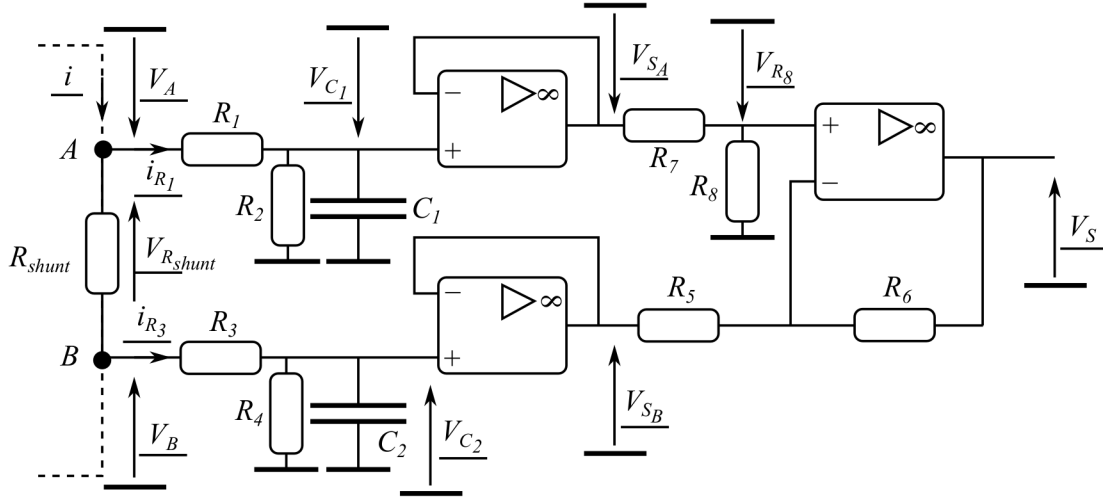 i
V_A
R_1
V_{C_1}
V_{S_A}
V_{R_8}
− ▷ ∞
+
+ ▷ ∞
−
A
i_{R_1}
R_2
C_1
R_7
R_8
R_{shunt}
V_{R_{shunt}}
V_S
i_{R_3}
R_3
− ▷ ∞
+
R_5
R_6
B
V_B
R_4
C_2
V_{C_2}
V_{S_B}